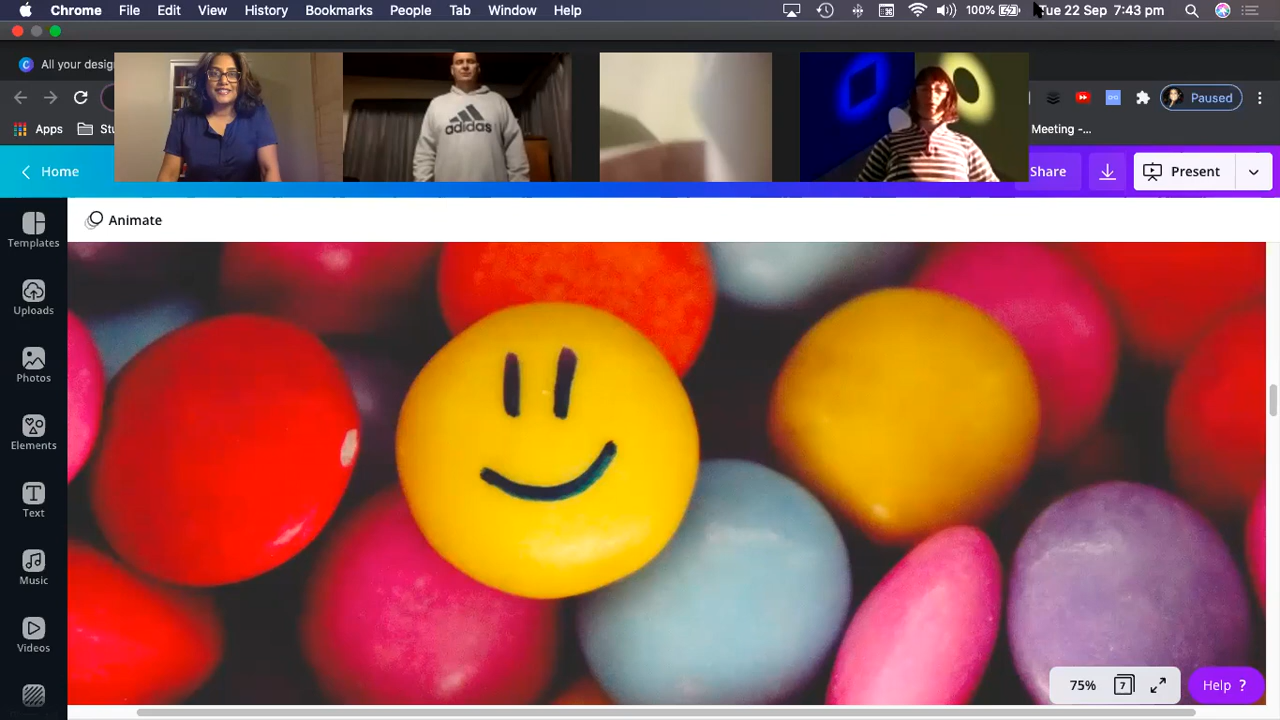 Chrome File Edit View History Bookmarks People Tab Window Help 100% Tue 22 Sep 7:43 pm
All your desig
Paused
Apps Meeting -...
Home Share Present
adidas
Animate
Templates
Uploads
Photos
Elements
T
Text
Music
Videos
75% 7 Help ?